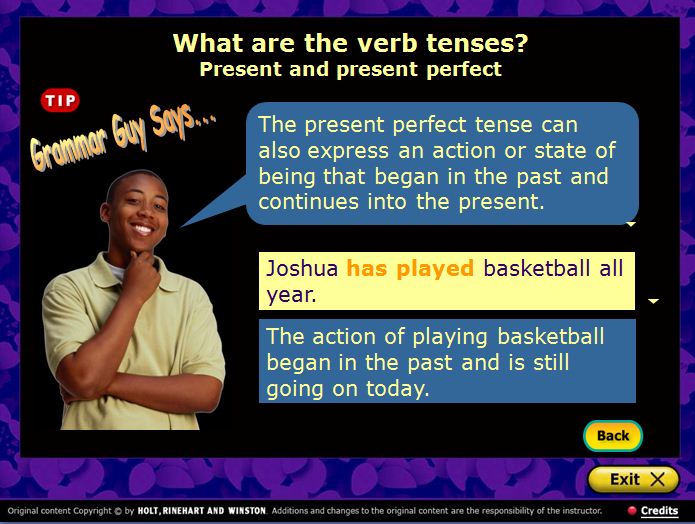 What are the verb tenses?
Present and present perfect
TIP
Grammar Guy Says...
The present perfect tense can
also express an action or state of
being that began in the past and
continues into the present.
Joshua has played basketball all
year.
The action of playing basketball
began in the past and is still
going on today.
Back
Exit
Original content Copyright © by HOLT, RINEHART AND WINSTON. Additions and changes to the original content are the responsibility of the instructor.
Credits